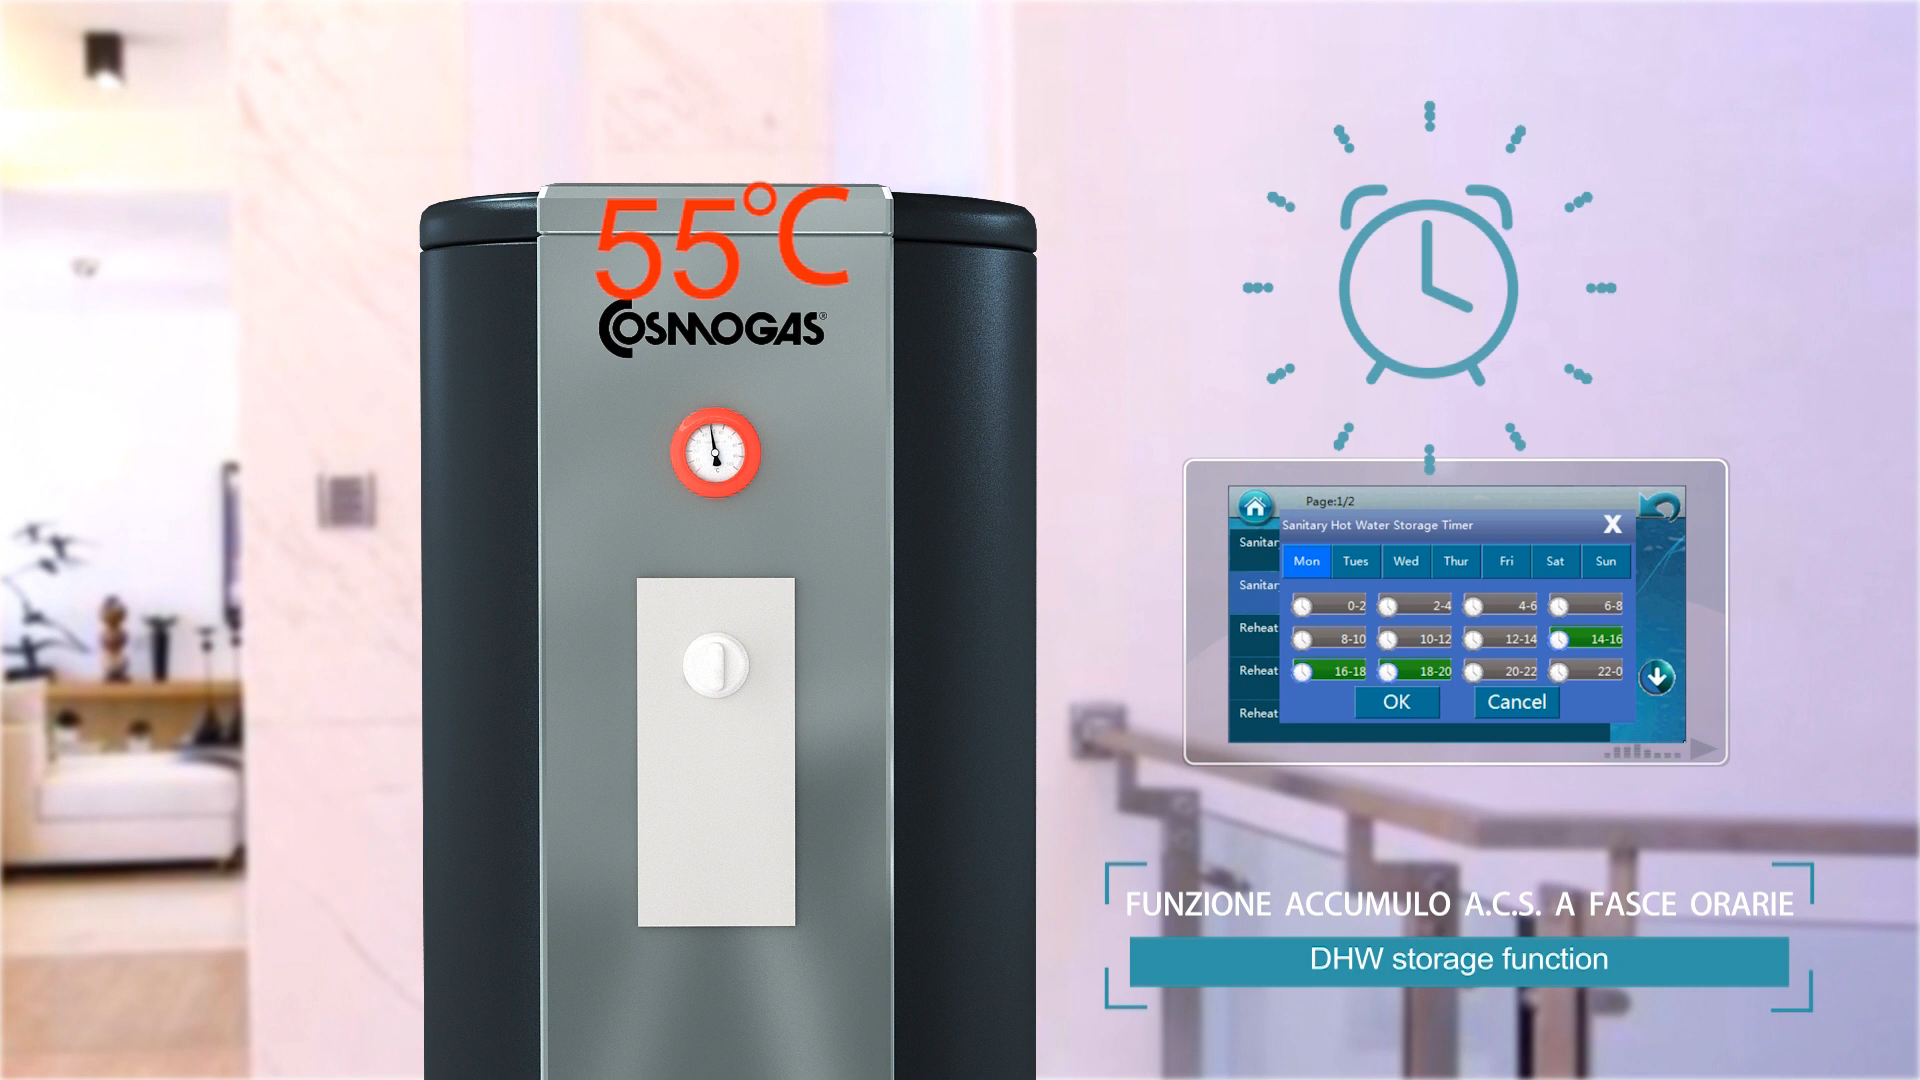 55°C
COSMOGAS®
Page:1/2
Sanitary Hot Water Storage Timer
X
Mon Tues Wed Thur Fri Sat Sun
0-2 2-4 4-6 6-8
8-10 10-12 12-14 14-16
16-18 18-20 20-22 22-0
OK Cancel
Sanitar
Sanitar
Reheat
Reheat
Reheat
FUNZIONE ACCUMULO A.C.S. A FASCE ORARIE
DHW storage function